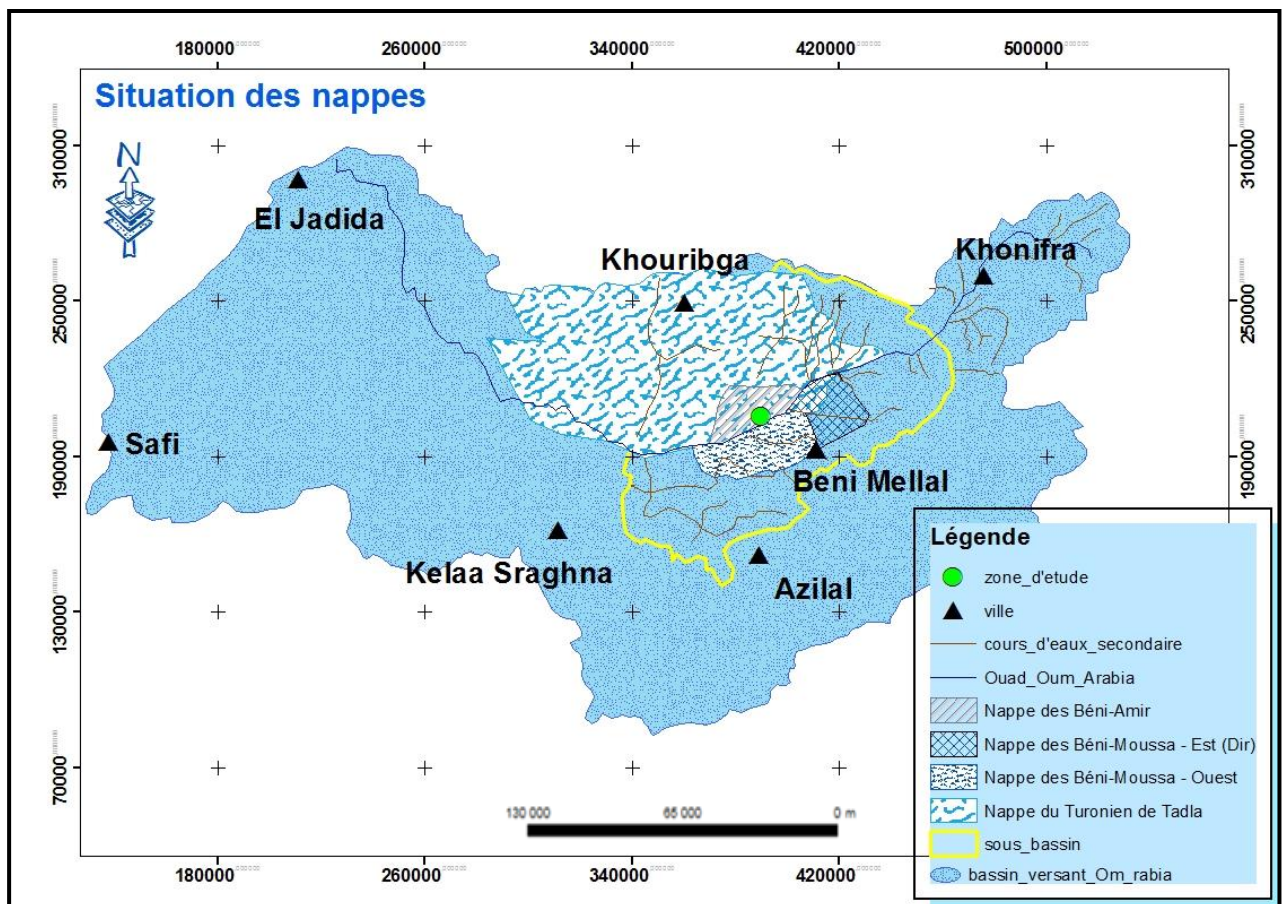 180000
260000
340000
420000
500000
Situation des nappes
310000
310000
N
El Jadida
Khouribga
Khonifra
250000
250000
Safi
190000
190000
Beni Mellal
Kelaa Sraghna
Azilal
130000
70000
130 000
65 000
0 m
Légende
zone_d'etude
ville
cours_d'eaux_secondaire
Ouad_Oum_Arabia
Nappe des Béni-Amir
Nappe des Béni-Moussa - Est (Dir)
Nappe des Béni-Moussa - Ouest
Nappe du Turonien de Tadla
sous_bassin
bassin_versant_Om_rabia
180000
260000
340000
420000